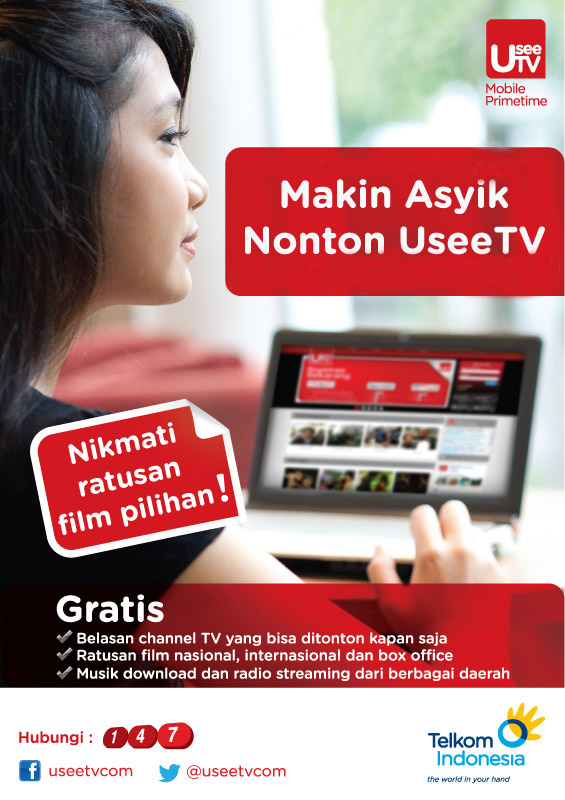 Usee
TV
Mobile
Primetime
Makin Asyik
Nonton UseeTV
Nikmati
ratusan
film pilihan!
Gratis
Belasan channel TV yang bisa ditonton kapan saja
Ratusan film nasional, internasional dan box office
Musik download dan radio streaming dari berbagai daerah
Hubungi : 147
useetvcom
@useetvcom
Telkom
Indonesia
the world in your hand